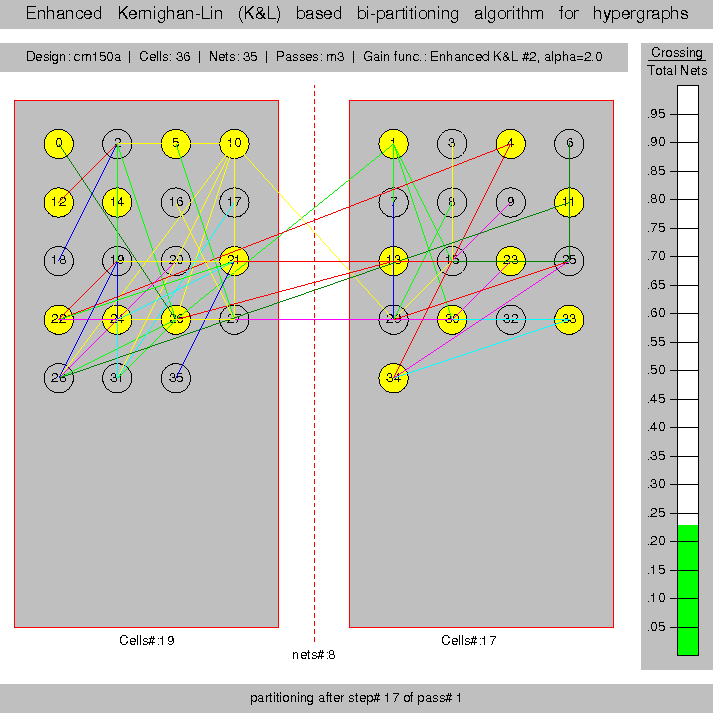 Enhanced Kernighan-Lin (K&L) based bi-partitioning algorithm for hypergraphs
Design: cm150a | Cells: 36 | Nets: 35 | Passes: m3 | Gain func.: Enhanced K&L #2, alpha=2.0
Crossing
Total Nets
0 2 5 10 1 3 4 6
12 14 16 17 7 8 9 11
18 19 20 21 13 15 23 25
22 24 26 27 29 30 32 33
28 31 35 34
.95
.90
.85
.80
.75
.70
.65
.60
.55
.50
.45
.40
.35
.30
.25
.20
.15
.10
.05
Cells#:19
Cells#:17
nets#:8
partitioning after step# 17 of pass# 1